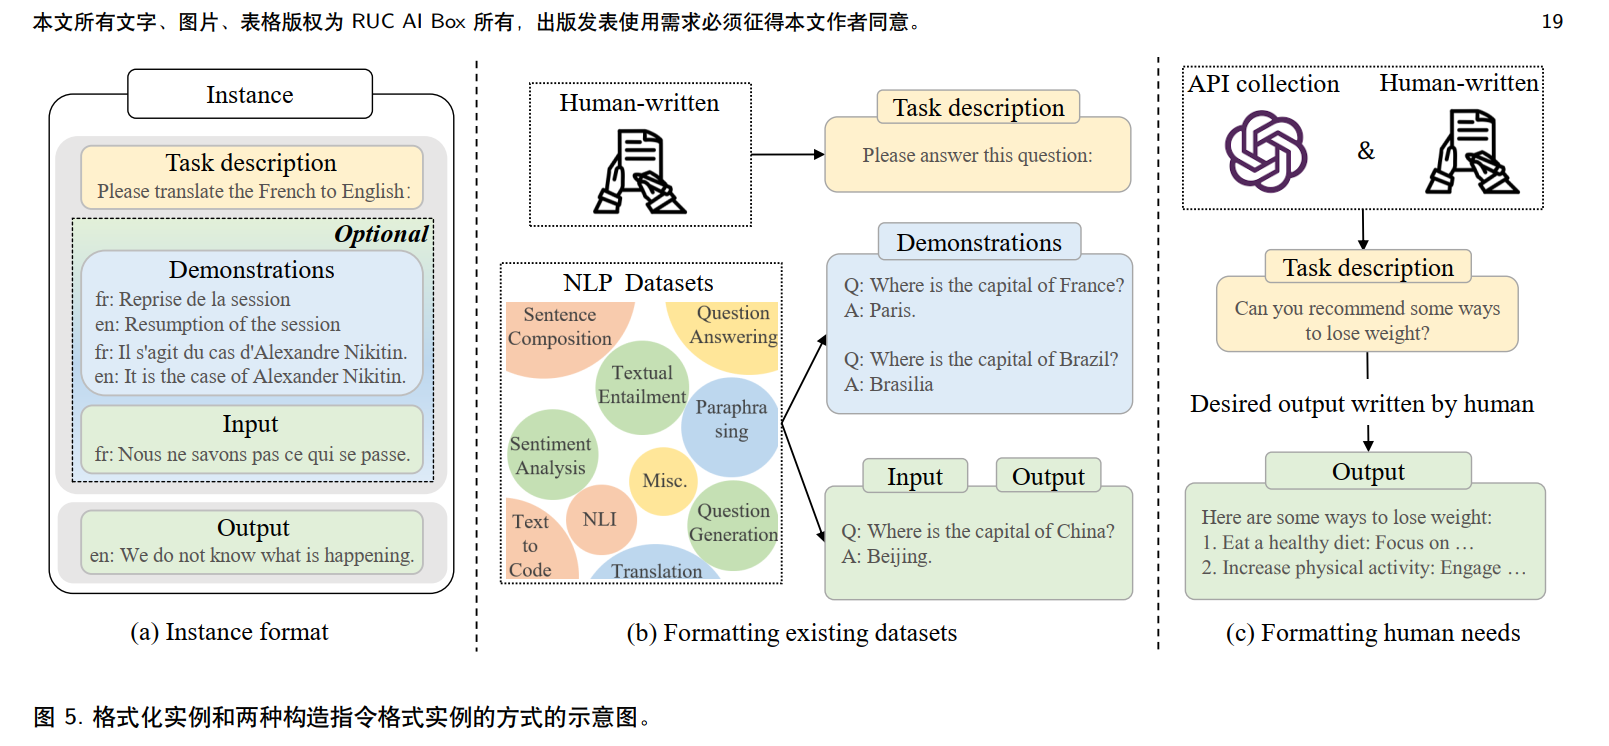 本文所有文字、图片、表格版权为 RUC AI Box 所有，出版发表使用需求必须征得本文作者同意。
19
Instance
Task description
Please translate the French to English:
Optional
Demonstrations
fr: Reprise de la session
en: Resumption of the session
fr: Il s'agit du cas d'Alexandre Nikitin.
en: It is the case of Alexander Nikitin.
Input
fr: Nous ne savons pas ce qui se passe.
Output
en: We do not know what is happening.
(a) Instance format
Human-written
Task description
Please answer this question:
NLP Datasets
Sentence
Composition
Question
Answering
Textual
Entailment
Paraphra
sing
Sentiment
Analysis
Misc.
Text
to
Code
NLI
Question
Generation
Translation
Demonstrations
Q: Where is the capital of France?
A: Paris.
Q: Where is the capital of Brazil?
A: Brasilia
Input
Output
Q: Where is the capital of China?
A: Beijing.
(b) Formatting existing datasets
API collection
&
Human-written
Task description
Can you recommend some ways
to lose weight?
Desired output written by human
Output
Here are some ways to lose weight:
1. Eat a healthy diet: Focus on …
2. Increase physical activity: Engage …
(c) Formatting human needs
图 5. 格式化实例和两种构造指令格式实例的方式的示意图。